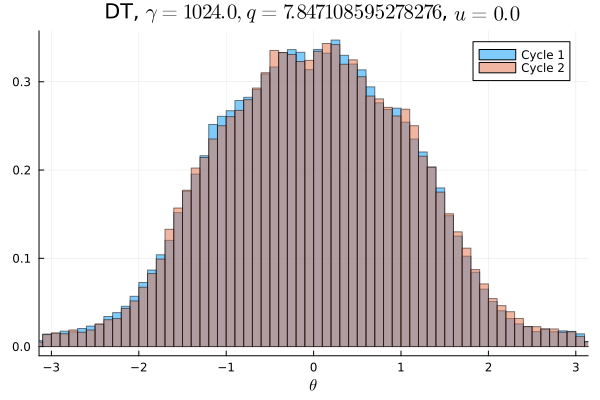 DT, γ = 1024.0, q = 7.847108595278276, u = 0.0
Cycle 1
Cycle 2
0.3
0.2
0.1
0.0
−3 −2 −1 0 1 2 3
θ